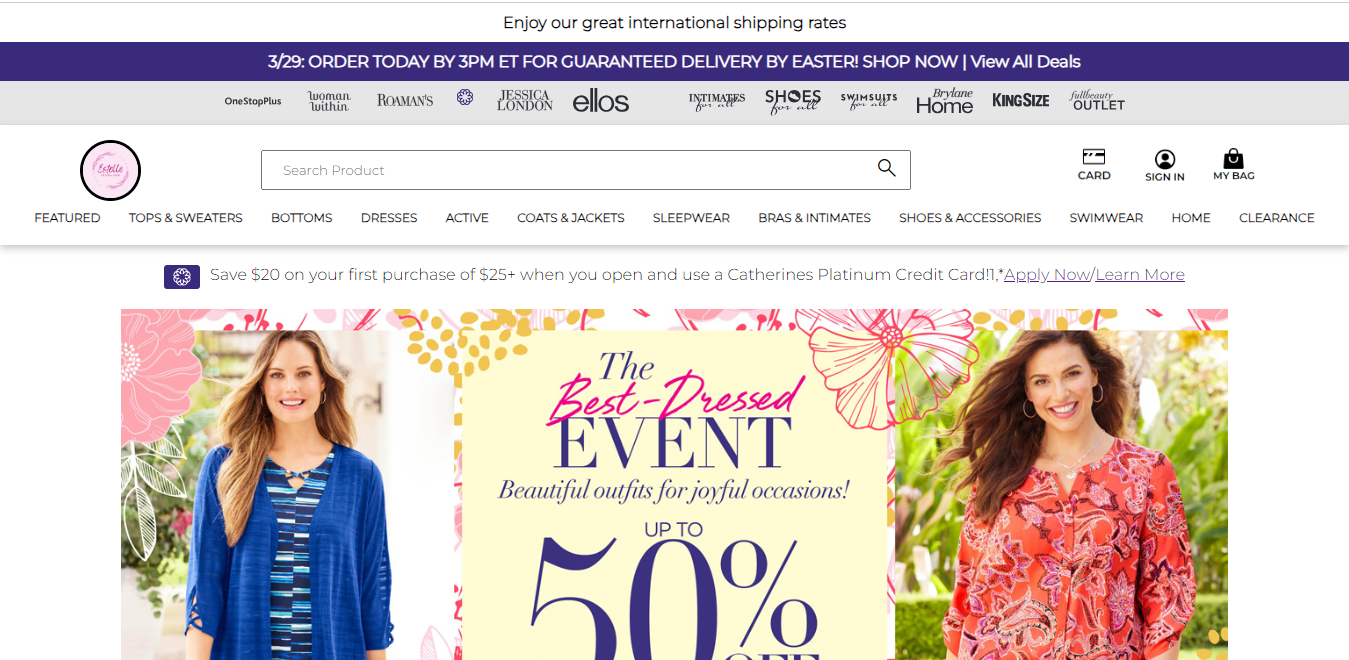 Enjoy our great international shipping rates
3/29: ORDER TODAY BY 3PM ET FOR GUARANTEED DELIVERY BY EASTER! SHOP NOW | View All Deals
OneStopPlus woman within ROAMAN'S JESSICA LONDON ellos INTIMATES for all SHOES for all SWIMSUITS for all Brylane Home KINGSIZE fullbeauty OUTLET
Estelle
Search Product
CARD SIGN IN MY BAG
FEATURED TOPS & SWEATERS BOTTOMS DRESSES ACTIVE COATS & JACKETS SLEEPWEAR BRAS & INTIMATES SHOES & ACCESSORIES SWIMWEAR HOME CLEARANCE
Save $20 on your first purchase of $25+ when you open and use a Catherines Platinum Credit Card!1,*Apply Now/Learn More
The
Best-Dressed
EVENT
Beautiful outfits for joyful occasions!
UP TO
50%
OFF